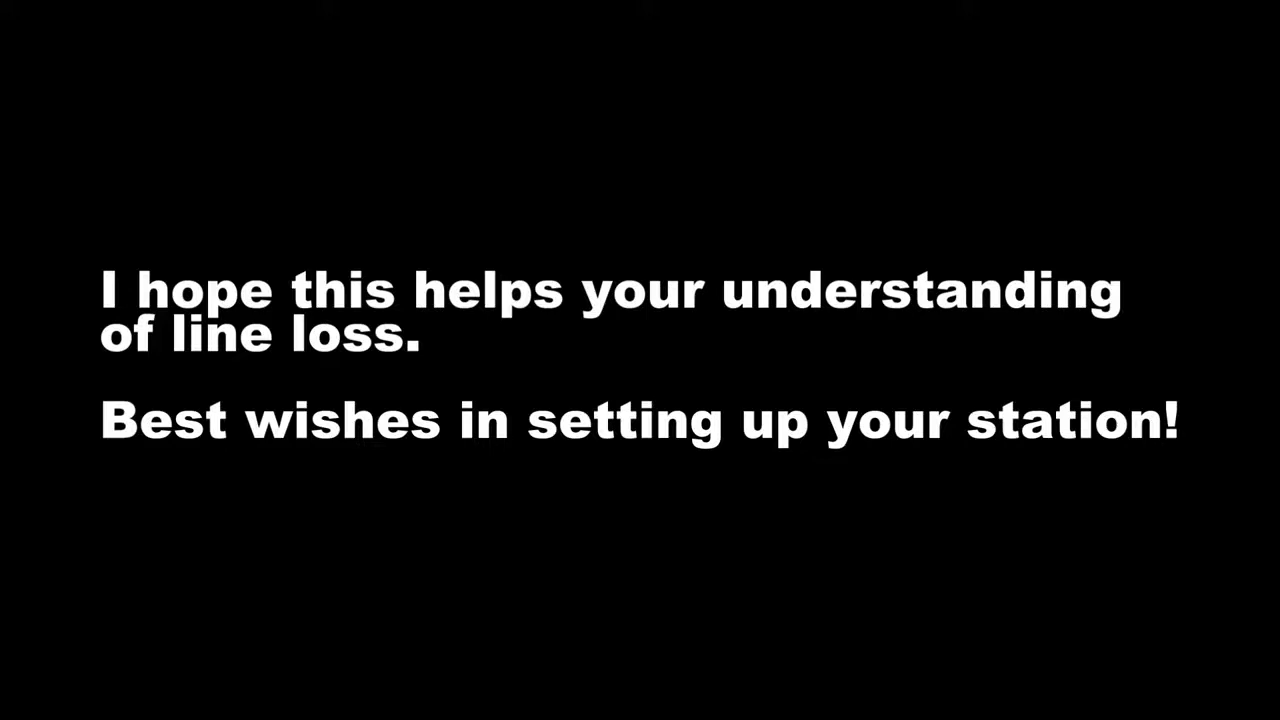 I hope this helps your understanding
of line loss.
Best wishes in setting up your station!